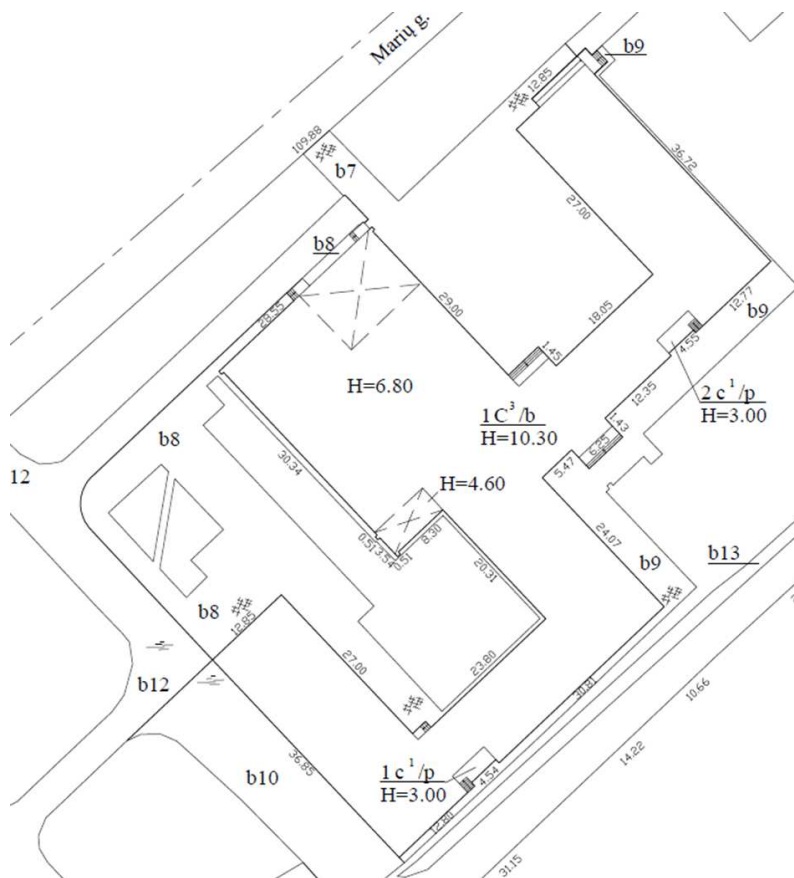 Marių g.
b9
12.85
109.88
b7
36.72
27.00
b8
28.55
29.00
18.05
12.77
b9
1.45
4.55
H=6.80
2 c¹/p
H=3.00
12.35
1 C³/b
H=10.30
1.43
6.25
b8
5.47
12
30.34
H=4.60
0.51
3.54
0.51
8.30
24.07
20.31
b9
b13
b8
12.85
27.00
23.80
b12
30.81
10.66
36.85
14.22
b10
1 c¹/p
H=3.00
4.54
12.80
31.15